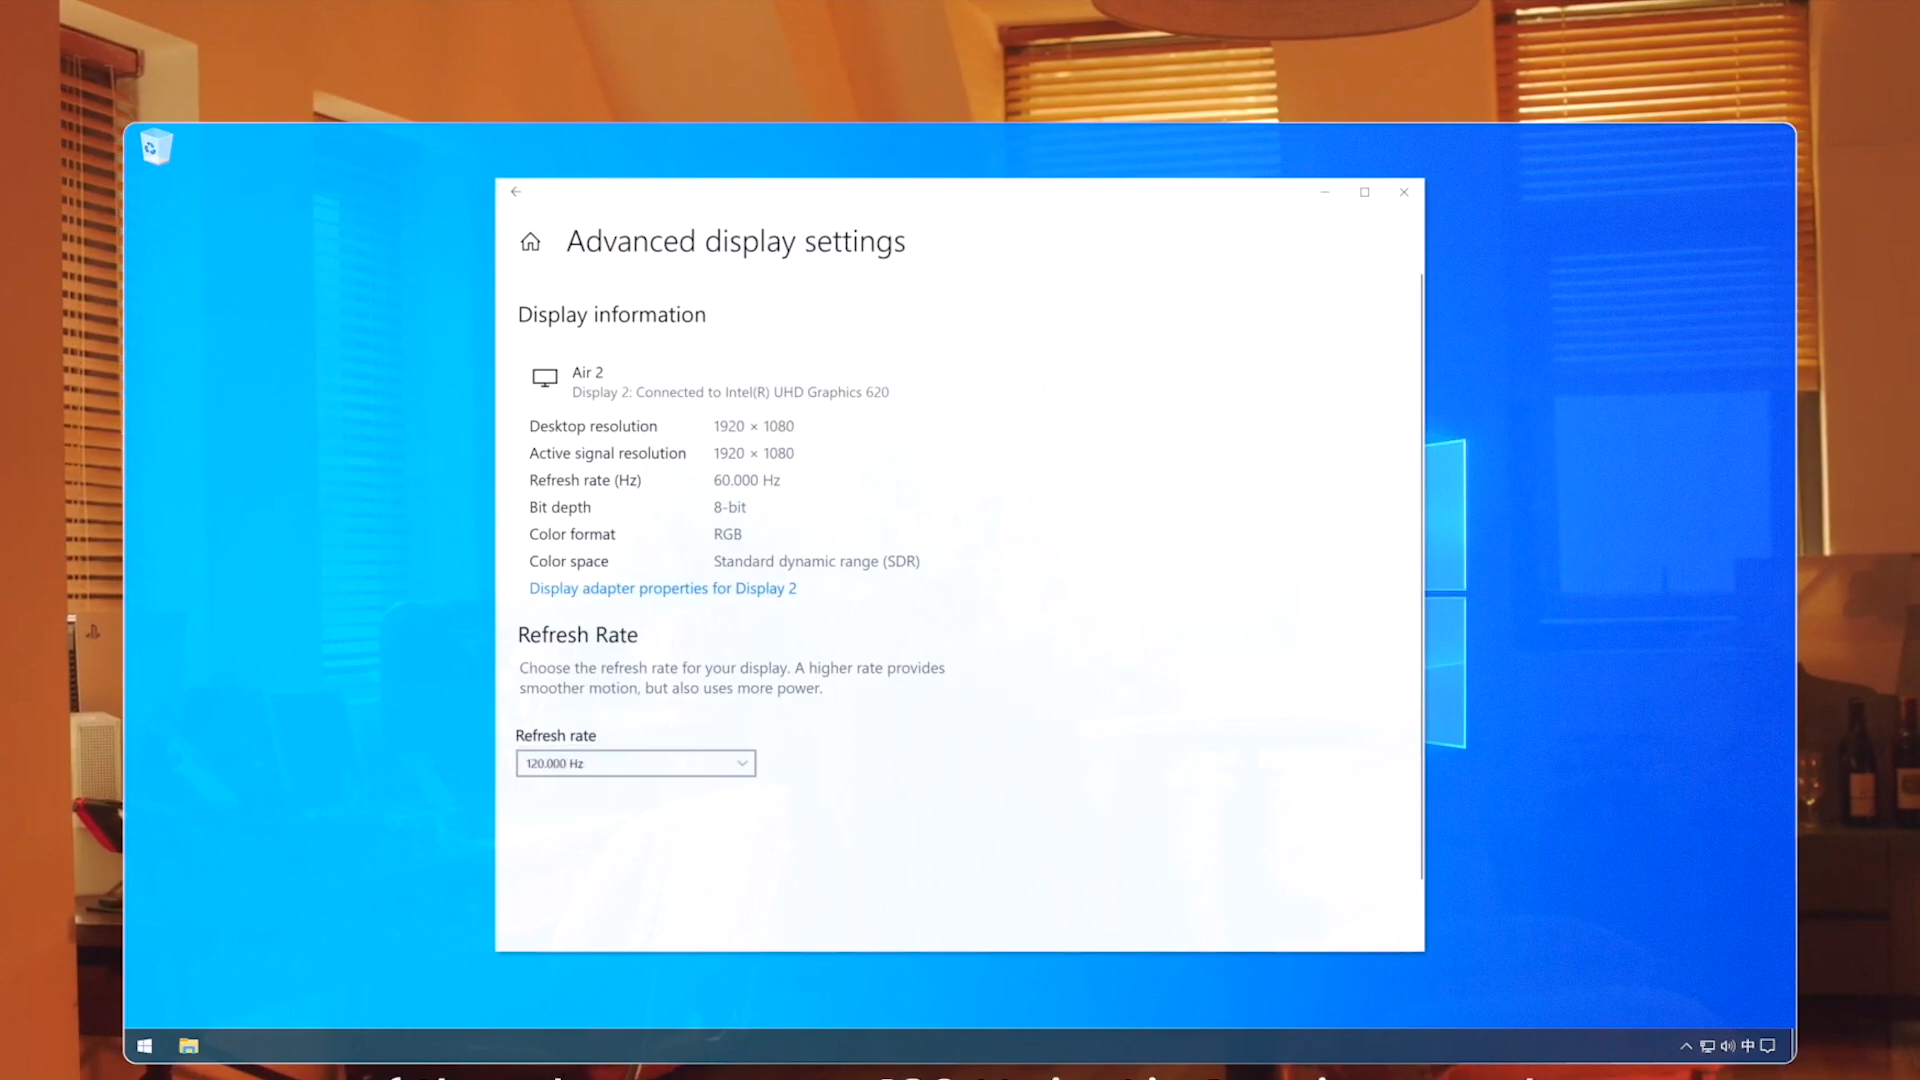 Advanced display settings
Display information
Air 2
Display 2: Connected to Intel(R) UHD Graphics 620
Desktop resolution 1920 × 1080
Active signal resolution 1920 × 1080
Refresh rate (Hz) 60.000 Hz
Bit depth 8-bit
Color format RGB
Color space Standard dynamic range (SDR)
Display adapter properties for Display 2
Refresh Rate
Choose the refresh rate for your display. A higher rate provides
smoother motion, but also uses more power.
Refresh rate
120.000 Hz
中